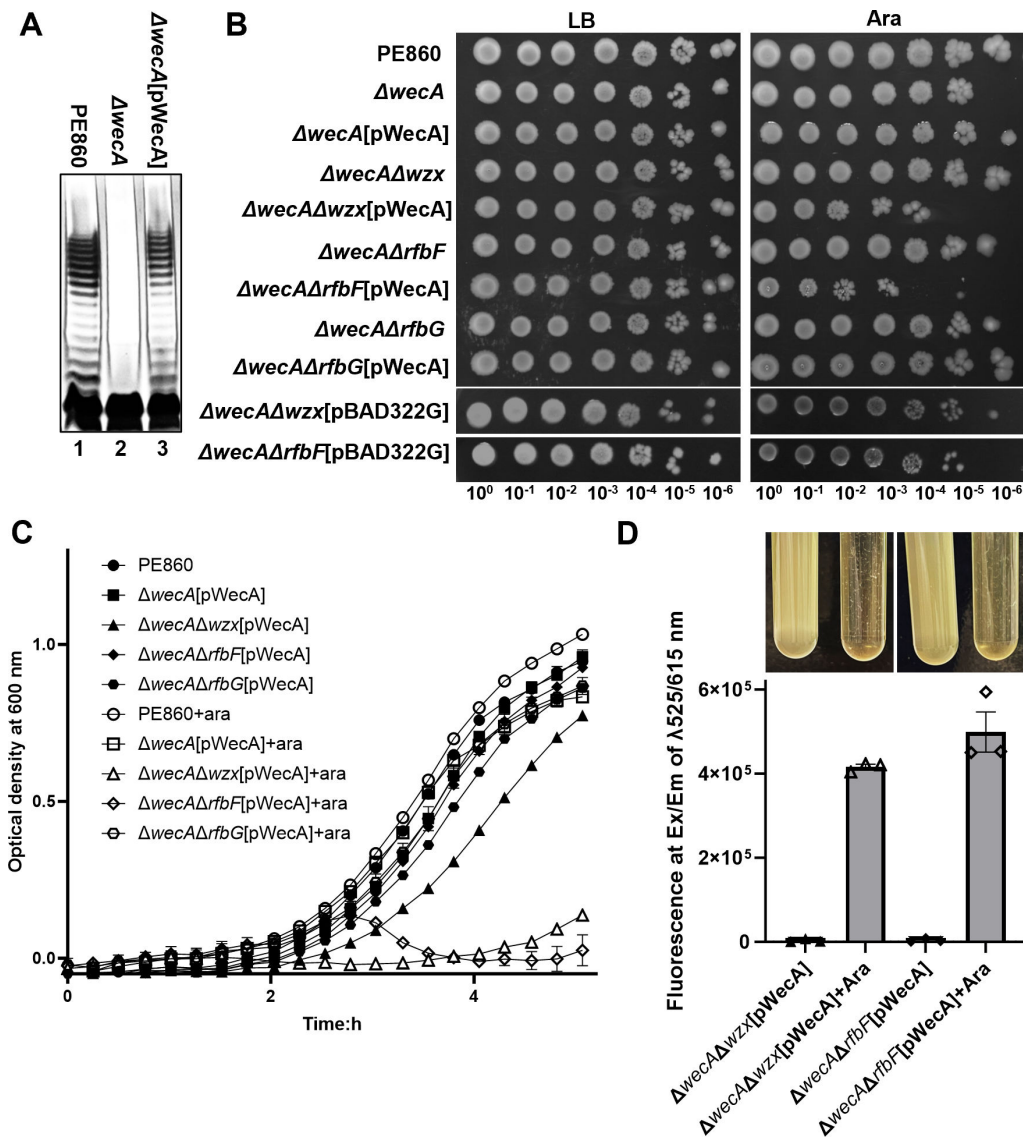 A
PE860
ΔwecA
ΔwecA[pWecA]
1 2 3
B
LB
Ara
PE860
ΔwecA
ΔwecA[pWecA]
ΔwecAΔwzx
ΔwecAΔwzx[pWecA]
ΔwecAΔrfbF
ΔwecAΔrfbF[pWecA]
ΔwecAΔrfbG
ΔwecAΔrfbG[pWecA]
ΔwecAΔwzx[pBAD322G]
ΔwecAΔrfbF[pBAD322G]
10⁰ 10⁻¹ 10⁻² 10⁻³ 10⁻⁴ 10⁻⁵ 10⁻⁶
10⁰ 10⁻¹ 10⁻² 10⁻³ 10⁻⁴ 10⁻⁵ 10⁻⁶
C
PE860
ΔwecA[pWecA]
ΔwecAΔwzx[pWecA]
ΔwecAΔrfbF[pWecA]
ΔwecAΔrfbG[pWecA]
PE860+ara
ΔwecA[pWecA]+ara
ΔwecAΔwzx[pWecA]+ara
ΔwecAΔrfbF[pWecA]+ara
ΔwecAΔrfbG[pWecA]+ara
Optical density at 600 nm
1.0
0.5
0.0
0 2 4
Time:h
D
Fluorescence at Ex/Em of λ525/615 nm
6×10⁵
4×10⁵
2×10⁵
0
ΔwecAΔwzx[pWecA]
ΔwecAΔwzx[pWecA]+Ara
ΔwecAΔrfbF[pWecA]
ΔwecAΔrfbF[pWecA]+Ara